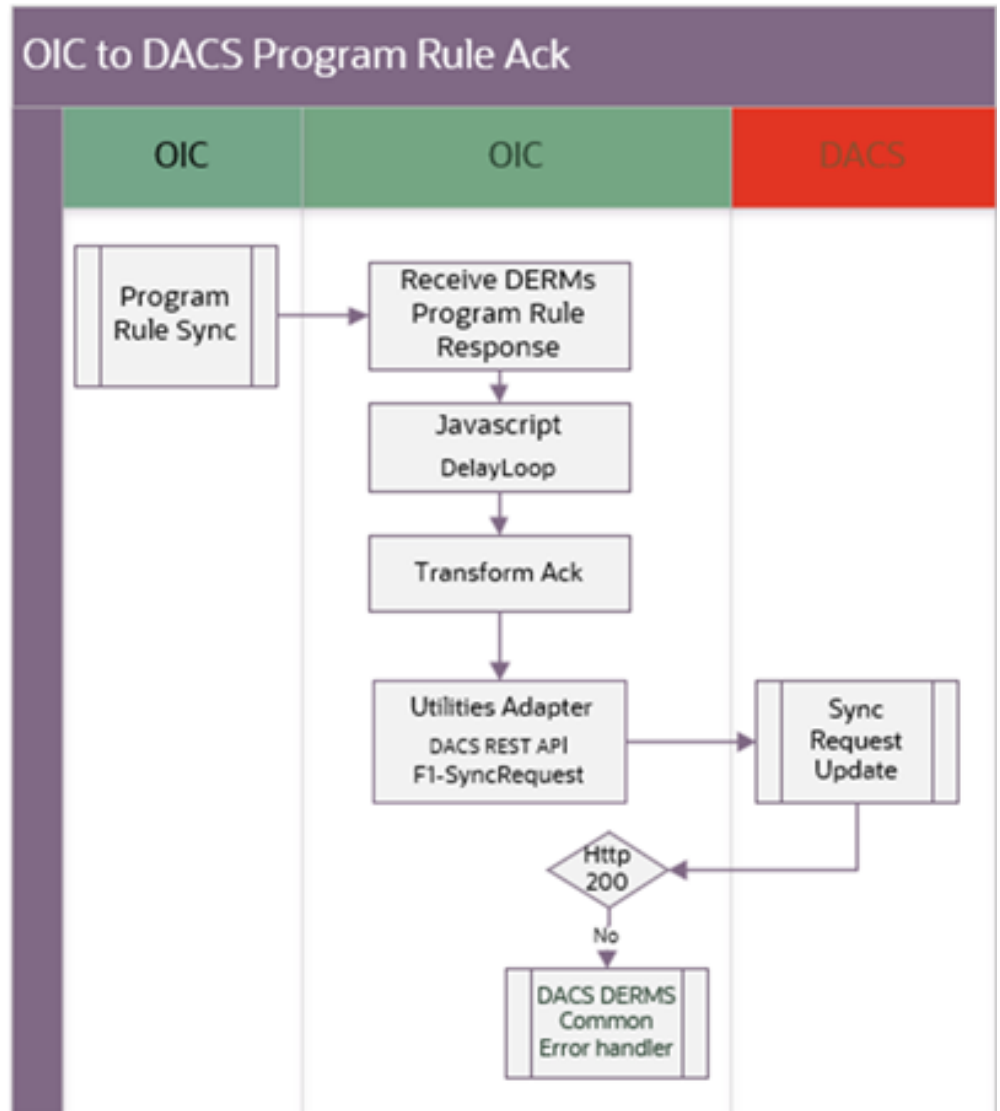 OIC to DACS Program Rule Ack
OIC
OIC
DACS
Program
Rule Sync
Receive DERMs
Program Rule
Response
Javascript
DelayLoop
Transform Ack
Utilities Adapter
DACS REST API
F1-SyncRequest
Sync
Request
Update
Http
200
No
DACS DERMS
Common
Error handler